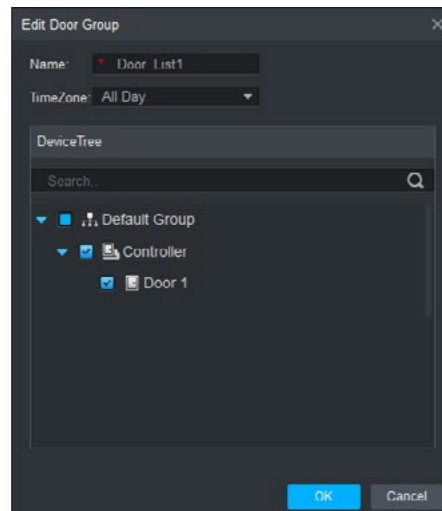 Edit Door Group
Name: * Door_List1
TimeZone: All Day
DeviceTree
Search..
Default Group
Controller
Door 1
OK Cancel